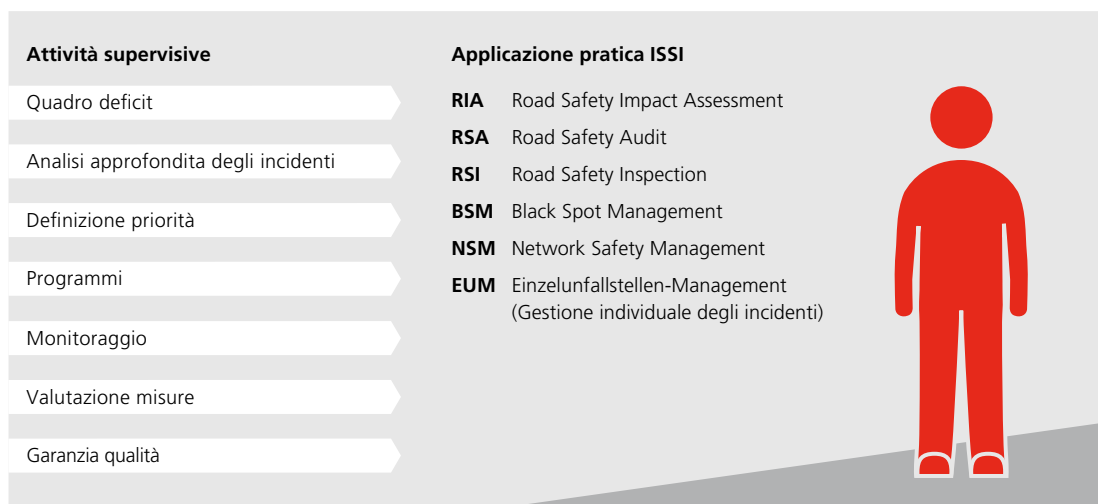 Attività supervisive
Quadro deficit
Analisi approfondita degli incidenti
Definizione priorità
Programmi
Monitoraggio
Valutazione misure
Garanzia qualità
Applicazione pratica ISSI
RIA Road Safety Impact Assessment
RSA Road Safety Audit
RSI Road Safety Inspection
BSM Black Spot Management
NSM Network Safety Management
EUM Einzelunfallstellen-Management
(Gestione individuale degli incidenti)